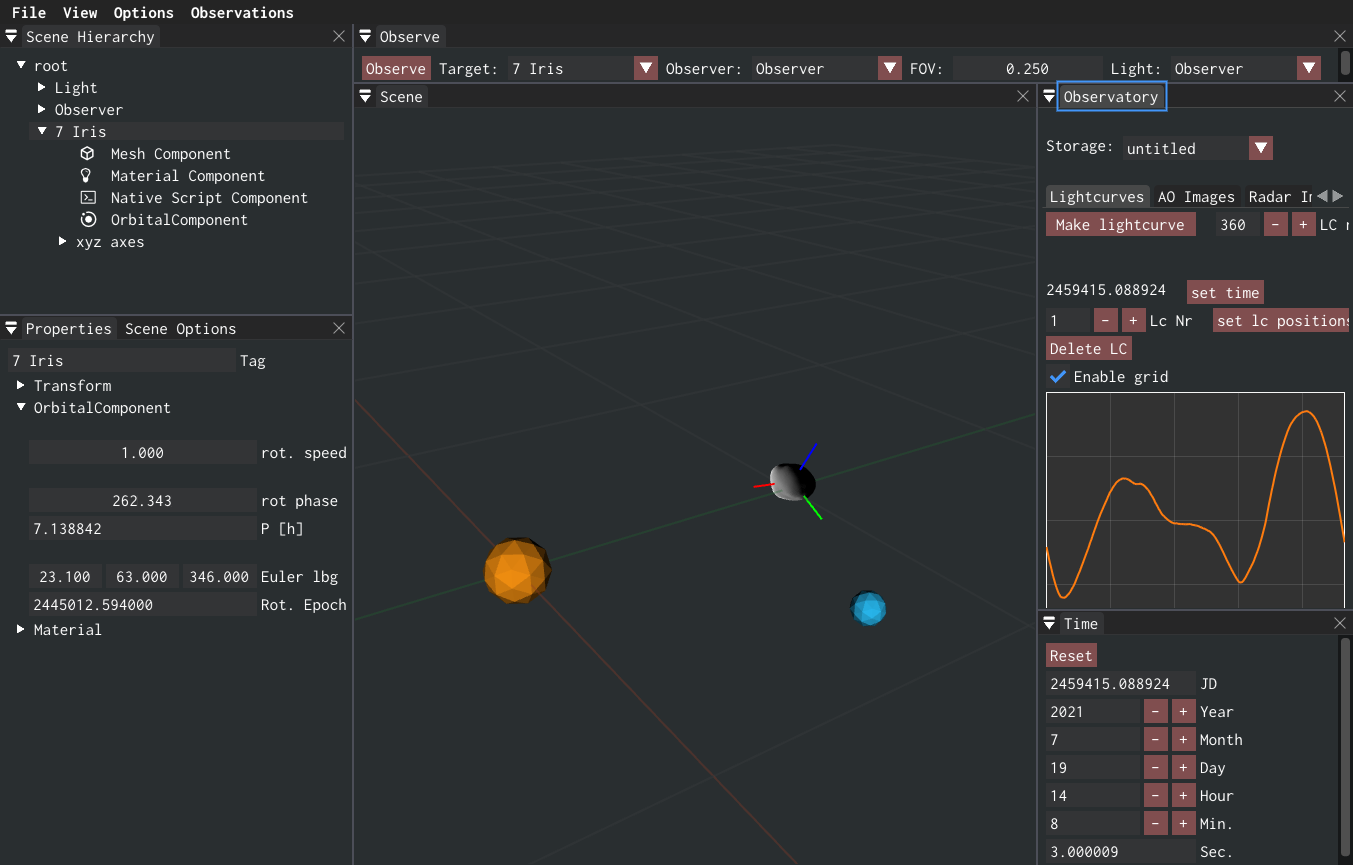 File View Options Observations
Scene Hierarchy
root
Light
Observer
7 Iris
Mesh Component
Material Component
Native Script Component
OrbitalComponent
xyz axes
Properties Scene Options
7 Iris Tag
Transform
OrbitalComponent
1.000 rot. speed
262.343 rot phase
7.138842 P [h]
23.100 63.000 346.000 Euler lbg
2445012.594000 Rot. Epoch
Material
Observe
Observe Target: 7 Iris Observer: Observer FOV: 0.250 Light: Observer
Scene
Observatory
Storage: untitled
Lightcurves AO Images Radar
Make lightcurve 360 - + LC
2459415.088924 set time
1 - + Lc Nr set lc positions
Delete LC
Enable grid
Time
Reset
2459415.088924 JD
2021 - + Year
7 - + Month
19 - + Day
14 - + Hour
8 - + Min.
3.000009 Sec.